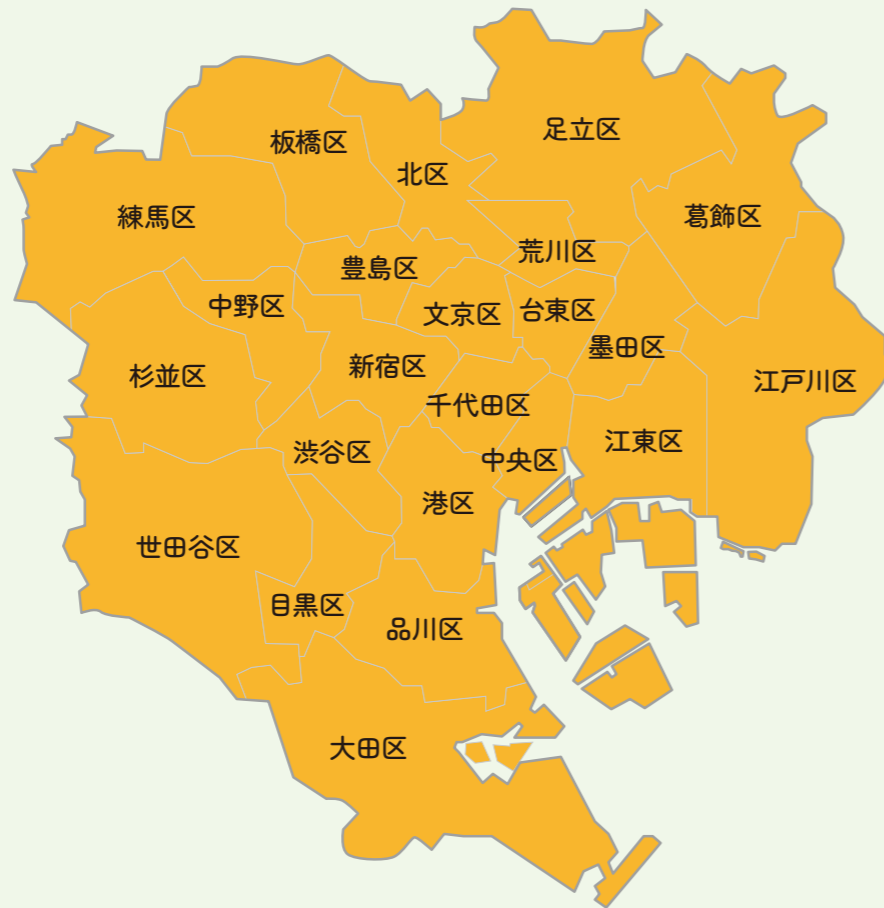 足立区
板橋区
北区
練馬区
葛飾区
荒川区
豊島区
中野区
文京区
台東区
墨田区
新宿区
杉並区
江戸川区
千代田区
江東区
渋谷区
中央区
港区
世田谷区
目黒区
品川区
大田区